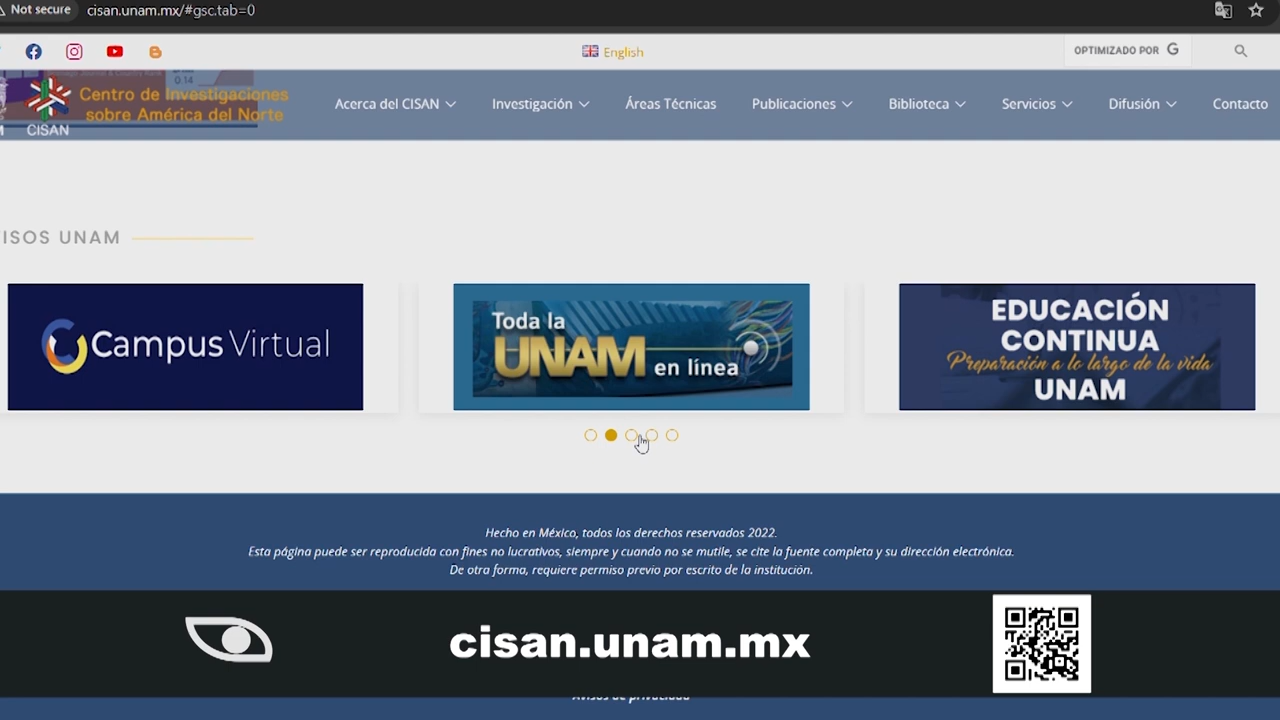 Not secure
cisan.unam.mx/#gsc.tab=0
English
OPTIMIZADO POR G
0.14
Centro de Investigaciones
sobre América del Norte
CISAN
Acerca del CISAN
Investigación
Áreas Técnicas
Publicaciones
Biblioteca
Servicios
Difusión
Contacto
ISOS UNAM
Campus Virtual
Toda la
UNAM
en línea
EDUCACIÓN
CONTINUA
Preparación a lo largo de la vida
UNAM
Hecho en México, todos los derechos reservados 2022.
Esta página puede ser reproducida con fines no lucrativos, siempre y cuando no se mutile, se cite la fuente completa y su dirección electrónica.
De otra forma, requiere permiso previo por escrito de la institución.
cisan.unam.mx